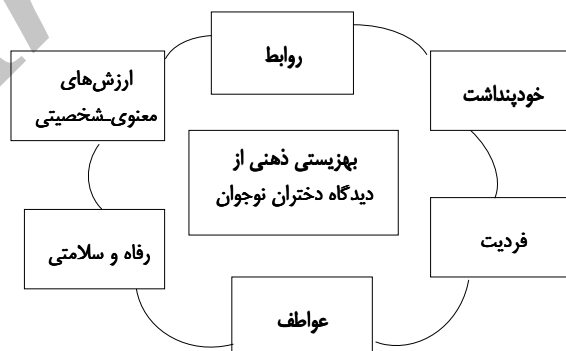 روابط
خودپنداشت
ارزش‌های
معنوی-شخصیتی
بهزیستی ذهنی از
دیدگاه دختران نوجوان
فردیت
رفاه و سلامتی
عواطف